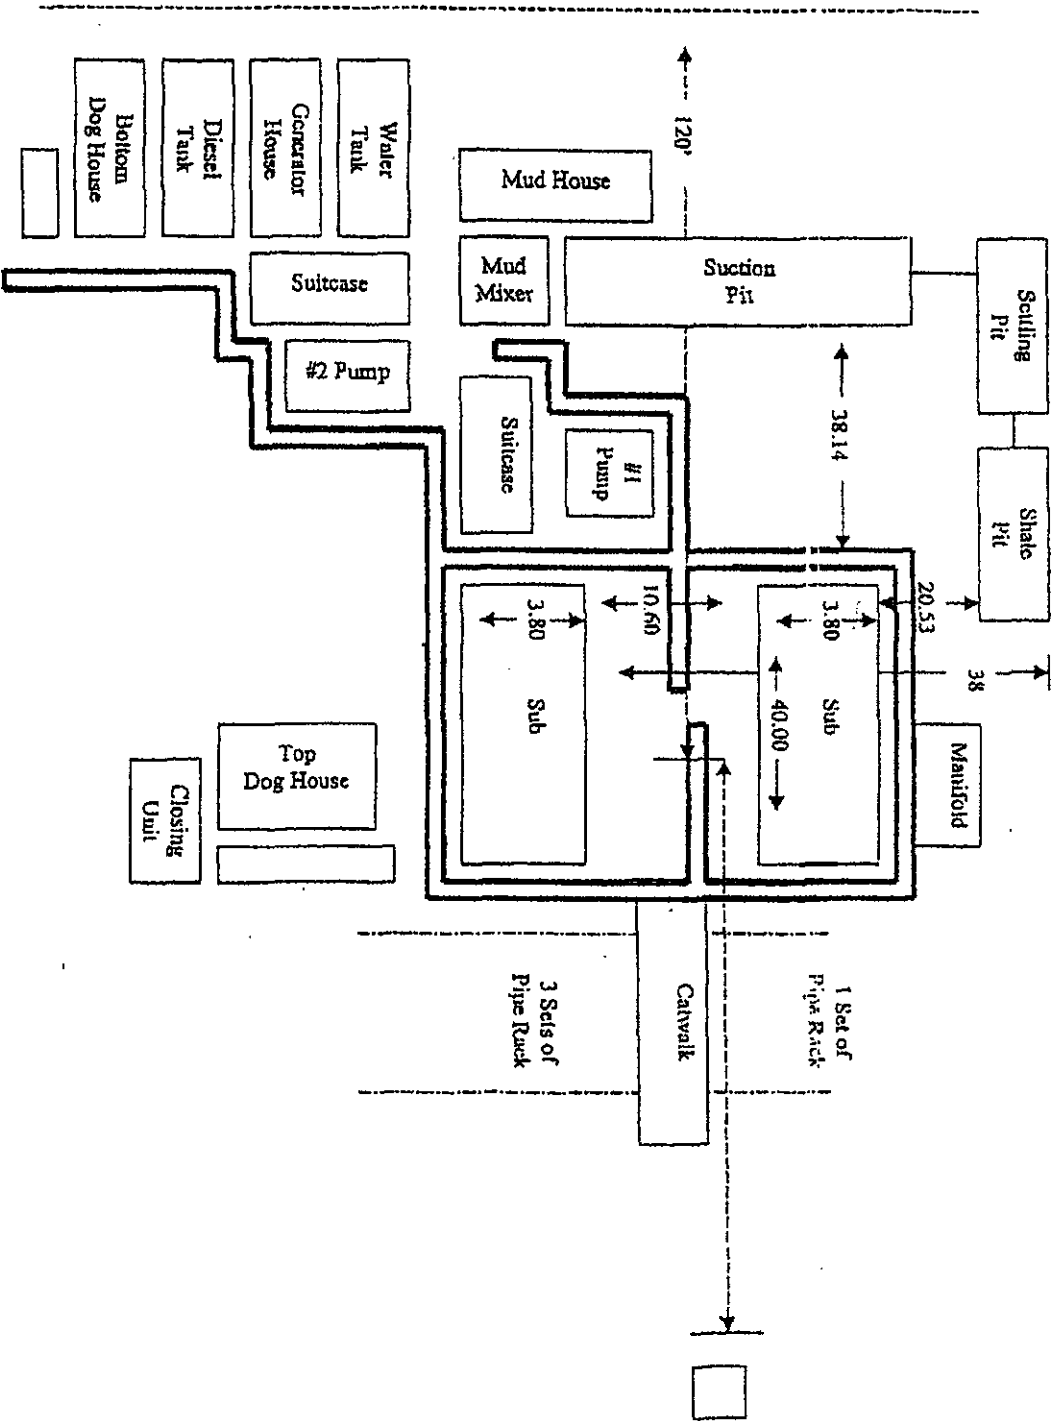 120'
Water
Tank
Generator
House
Diesel
Tank
Bottom
Dog House
Mud House
Mud
Mixer
Suction
Pit
Settling
Pit
Suitcase
#2 Pump
Suitcase
#1
Pump
38.14
Shale
Pit
20.53
38
10.60
3.80
3.80
40.00
Sub
Sub
Manifold
Top
Dog House
Closing
Unit
Catwalk
1 Set of
Pipe Rack
3 Sets of
Pipe Rack